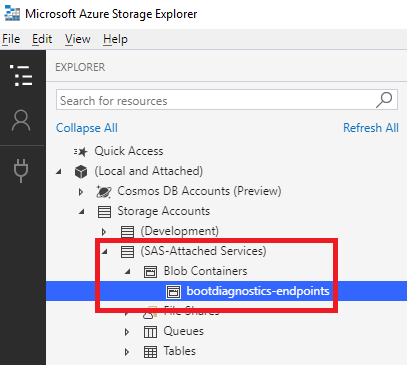 Microsoft Azure Storage Explorer
File Edit View Help
EXPLORER
Search for resources
Collapse All Refresh All
Quick Access
(Local and Attached)
Cosmos DB Accounts (Preview)
Storage Accounts
(Development)
(SAS-Attached Services)
Blob Containers
bootdiagnostics-endpoints
File Shares
Queues
Tables